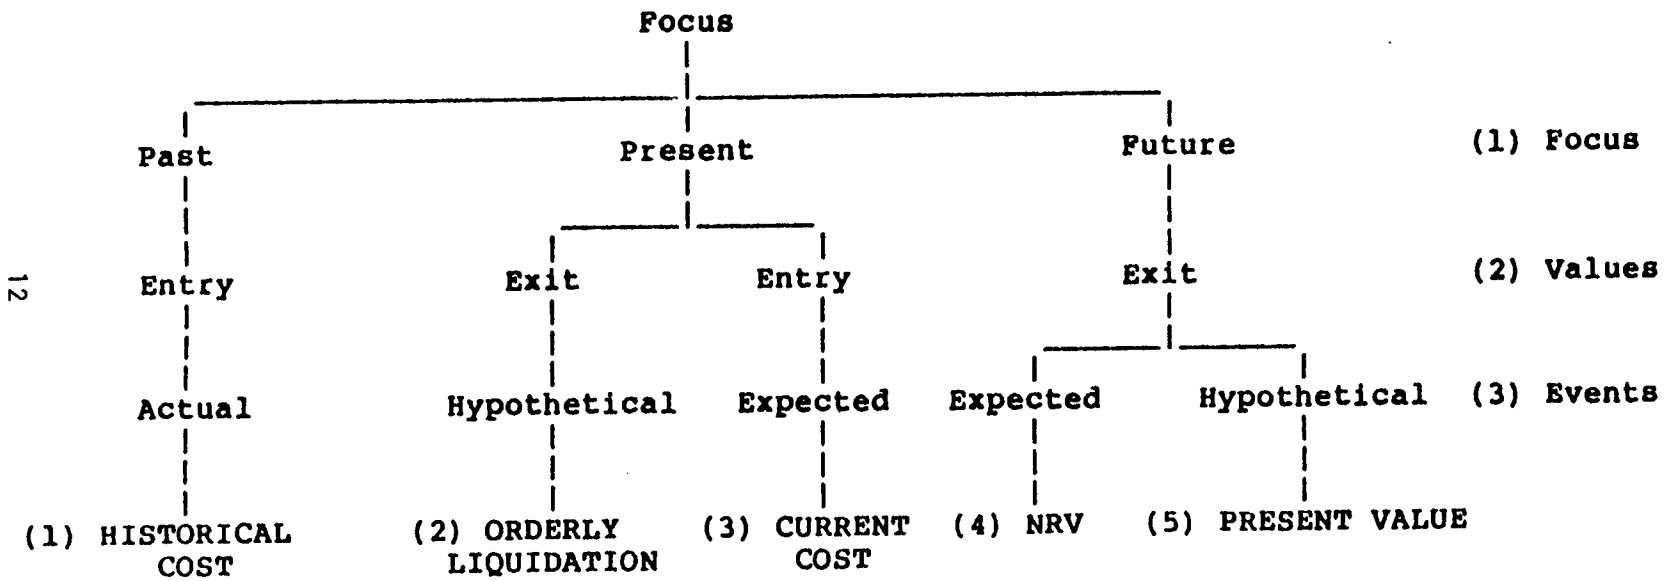 Focus
Past Present Future (1) Focus
Entry Exit Entry Exit (2) Values
12
Actual Hypothetical Expected Expected Hypothetical (3) Events
(1) HISTORICAL COST
(2) ORDERLY LIQUIDATION
(3) CURRENT COST
(4) NRV
(5) PRESENT VALUE